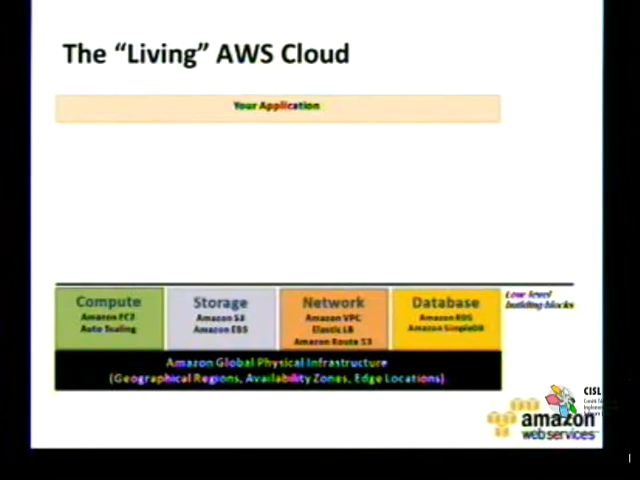 The “Living” AWS Cloud
Your Application
Compute
Amazon EC2
Auto Scaling
Storage
Amazon S3
Amazon EBS
Network
Amazon VPC
Elastic LB
Amazon Route 53
Database
Amazon RDS
Amazon SimpleDB
Low level
building blocks
Amazon Global Physical Infrastructure
(Geographical Regions, Availability Zones, Edge Locations)
CISL
amazon
webservices